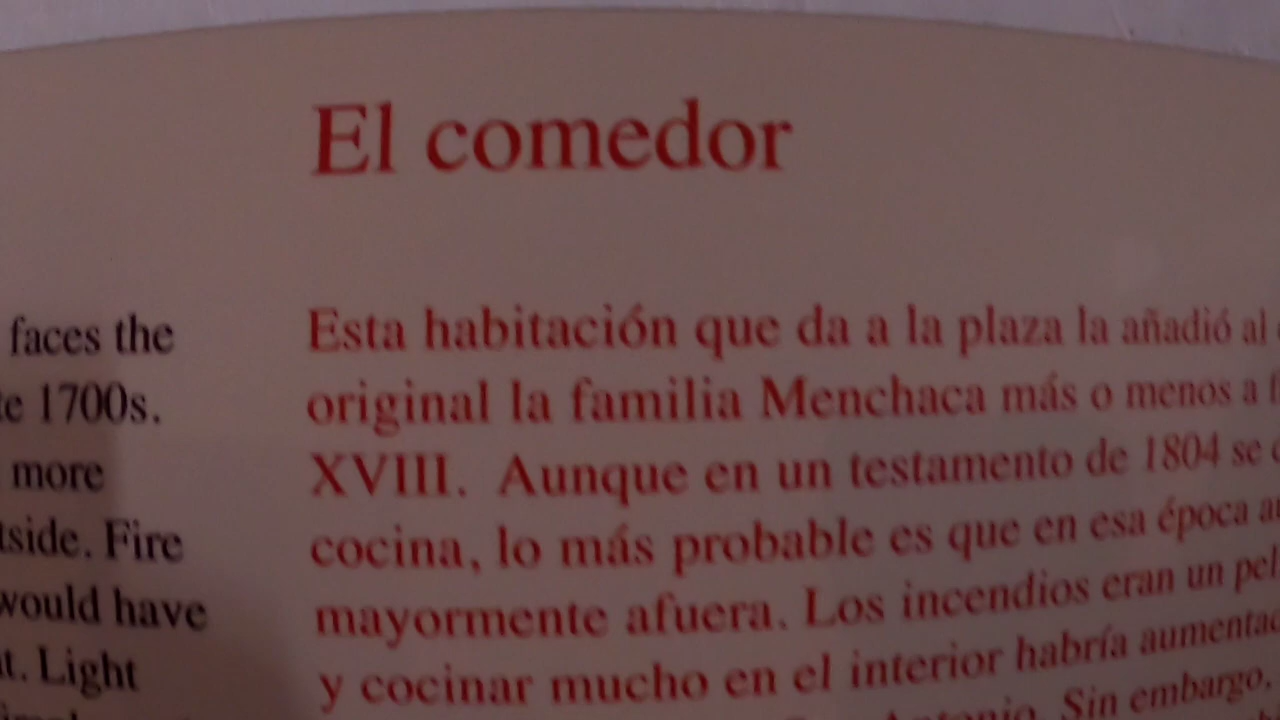 El comedor
faces the
1700s.
more
Fire
would have
Light
Esta habitación que da a la plaza la añadió al
original la familia Menchaca más o menos a
XVIII. Aunque en un testamento de 1804 se
cocina, lo más probable es que en esa época
mayormente afuera. Los incendios eran un
y cocinar mucho en el interior habría
Antonio. Sin embargo,